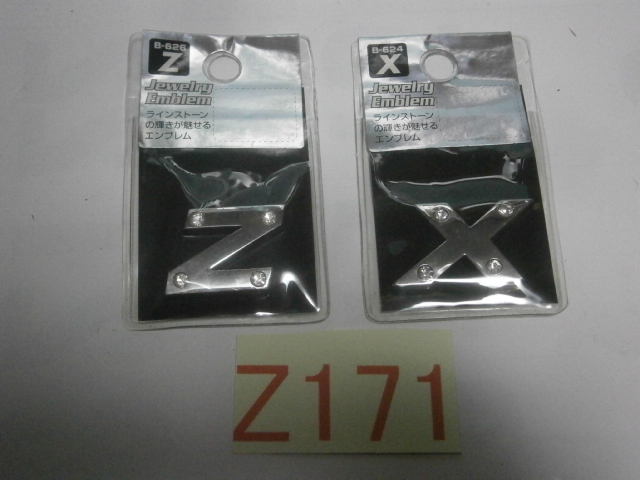 B-626
Z
Jewelry
Emblem
ラインストーン
の輝きが魅せる
エンブレム
Z
B-624
X
Jewelry
Emblem
ラインストーン
の輝きが魅せる
エンブレム
X
Z171